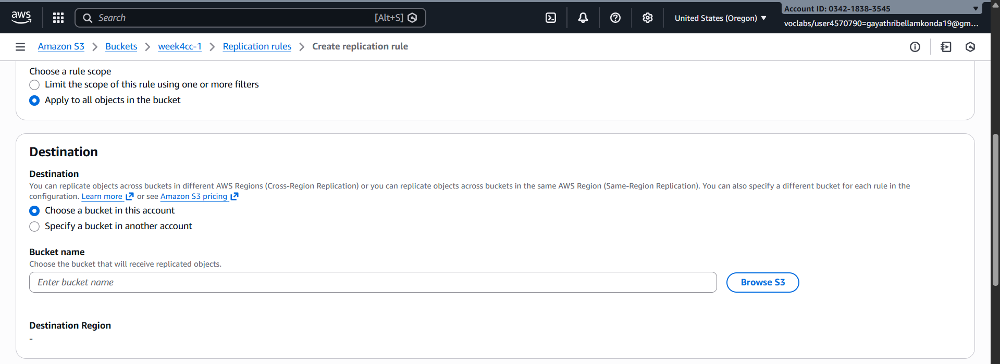 aws
Search
[Alt+S]
United States (Oregon)
Account ID: 0342-1838-3545
voclabs/user4570790=gayathribellamkonda19@gm...
Amazon S3 > Buckets > week4cc-1 > Replication rules > Create replication rule
Choose a rule scope
Limit the scope of this rule using one or more filters
Apply to all objects in the bucket
Destination
Destination
You can replicate objects across buckets in different AWS Regions (Cross-Region Replication) or you can replicate objects across buckets in the same AWS Region (Same-Region Replication). You can also specify a different bucket for each rule in the
configuration. Learn more or see Amazon S3 pricing
Choose a bucket in this account
Specify a bucket in another account
Bucket name
Choose the bucket that will receive replicated objects.
Enter bucket name
Browse S3
Destination Region
-